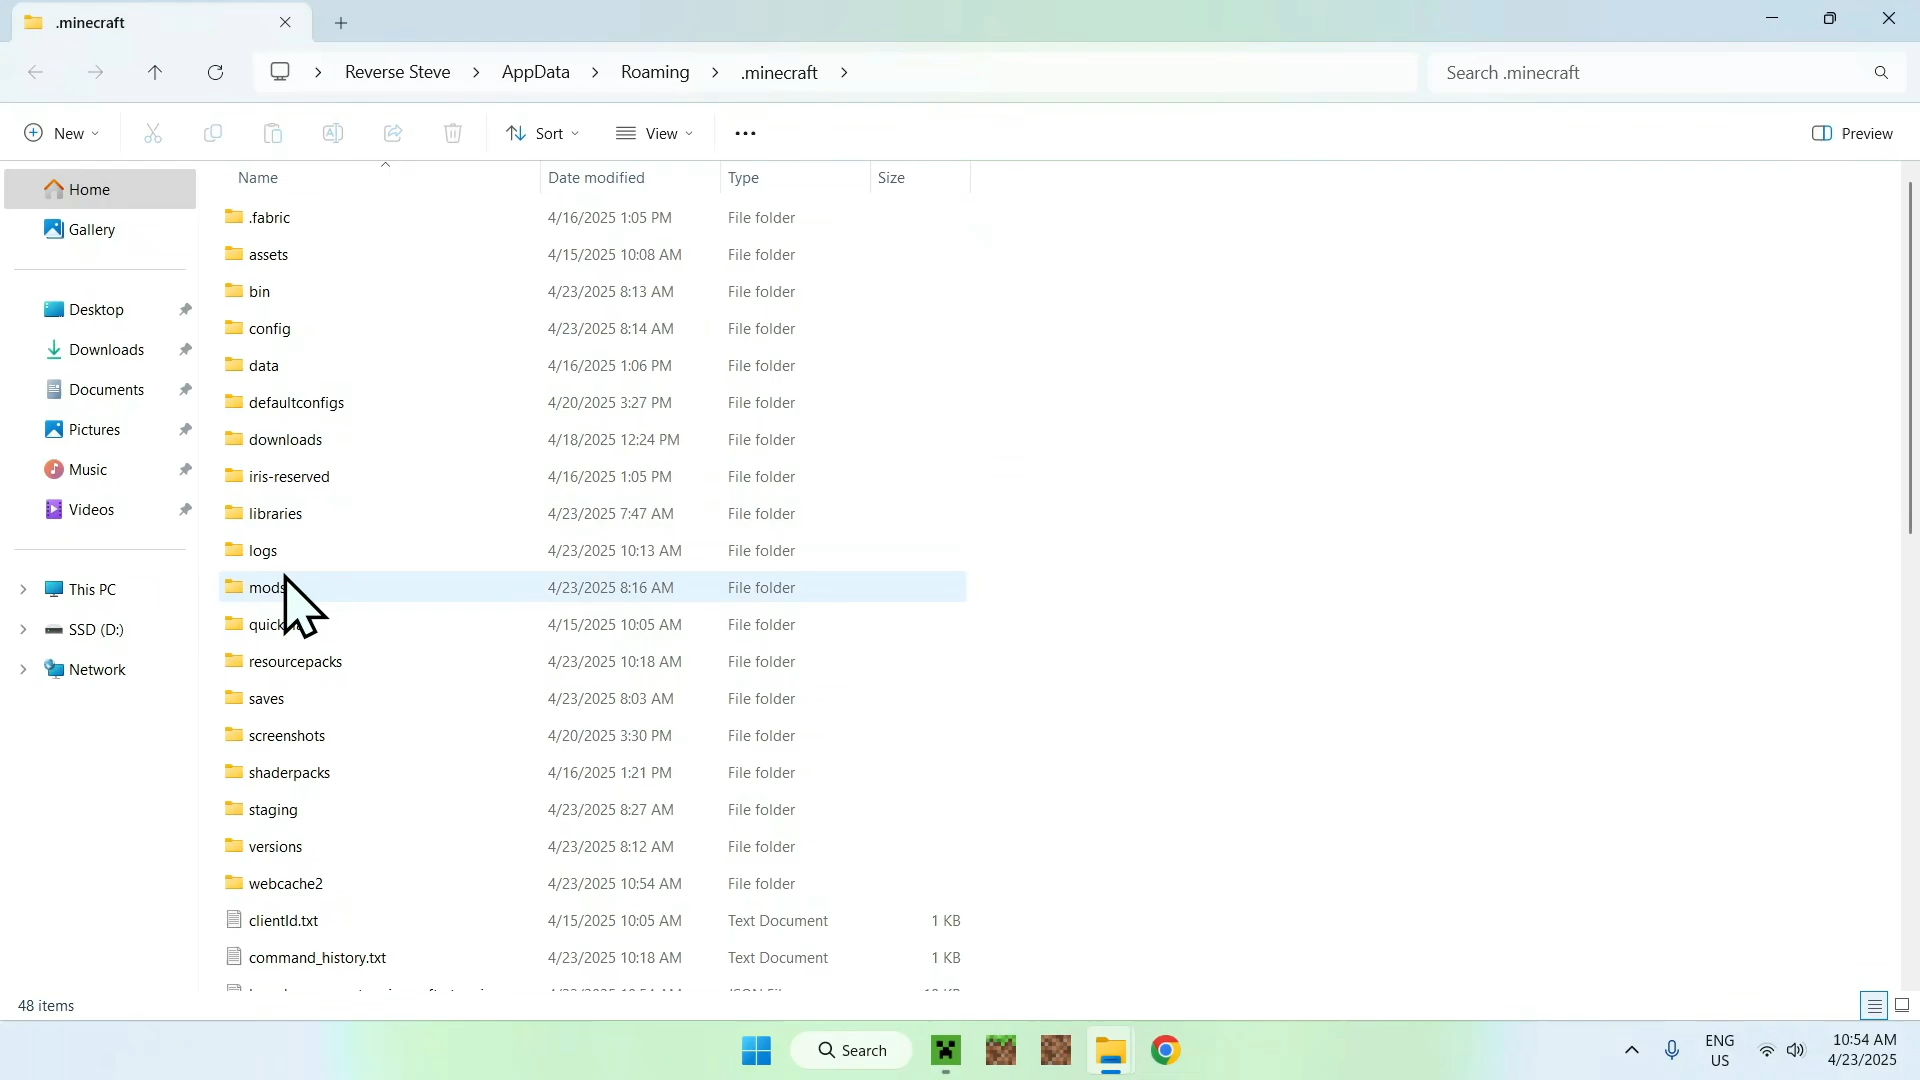 .minecraft
Reverse Steve AppData Roaming .minecraft
Search .minecraft
New Sort View Preview
Name Date modified Type Size
Home
Gallery
Desktop
Downloads
Documents
Pictures
Music
Videos
This PC
SSD (D:)
Network
.fabric 4/16/2025 1:05 PM File folder
assets 4/15/2025 10:08 AM File folder
bin 4/23/2025 8:13 AM File folder
config 4/23/2025 8:14 AM File folder
data 4/16/2025 1:06 PM File folder
defaultconfigs 4/20/2025 3:27 PM File folder
downloads 4/18/2025 12:24 PM File folder
iris-reserved 4/16/2025 1:05 PM File folder
libraries 4/23/2025 7:47 AM File folder
logs 4/23/2025 10:13 AM File folder
mods 4/23/2025 8:16 AM File folder
4/15/2025 10:05 AM File folder
resourcepacks 4/23/2025 10:18 AM File folder
saves 4/23/2025 8:03 AM File folder
screenshots 4/20/2025 3:30 PM File folder
shaderpacks 4/16/2025 1:21 PM File folder
staging 4/23/2025 8:27 AM File folder
versions 4/23/2025 8:12 AM File folder
webcache2 4/23/2025 10:54 AM File folder
clientId.txt 4/15/2025 10:05 AM Text Document 1 KB
command_history.txt 4/23/2025 10:18 AM Text Document 1 KB
48 items
Search
ENG
US
10:54 AM
4/23/2025